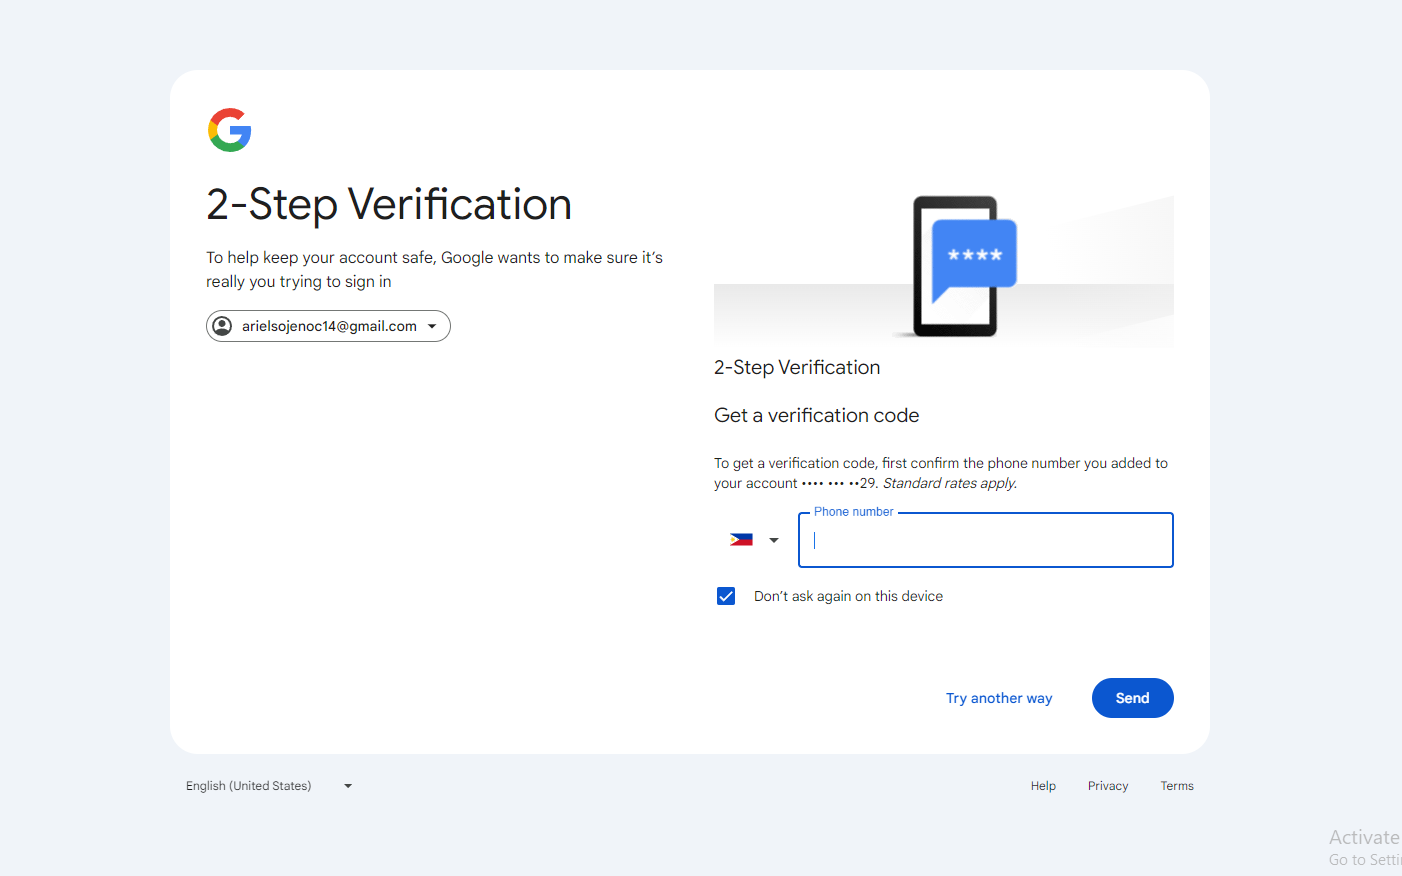 2-Step Verification
To help keep your account safe, Google wants to make sure it's
really you trying to sign in
arielsojenoc14@gmail.com
****
2-Step Verification
Get a verification code
To get a verification code, first confirm the phone number you added to
your account •••• ••• ••29. Standard rates apply.
Phone number
Don't ask again on this device
Try another way
Send
English (United States)
Help
Privacy
Terms
Activate
Go to Setti